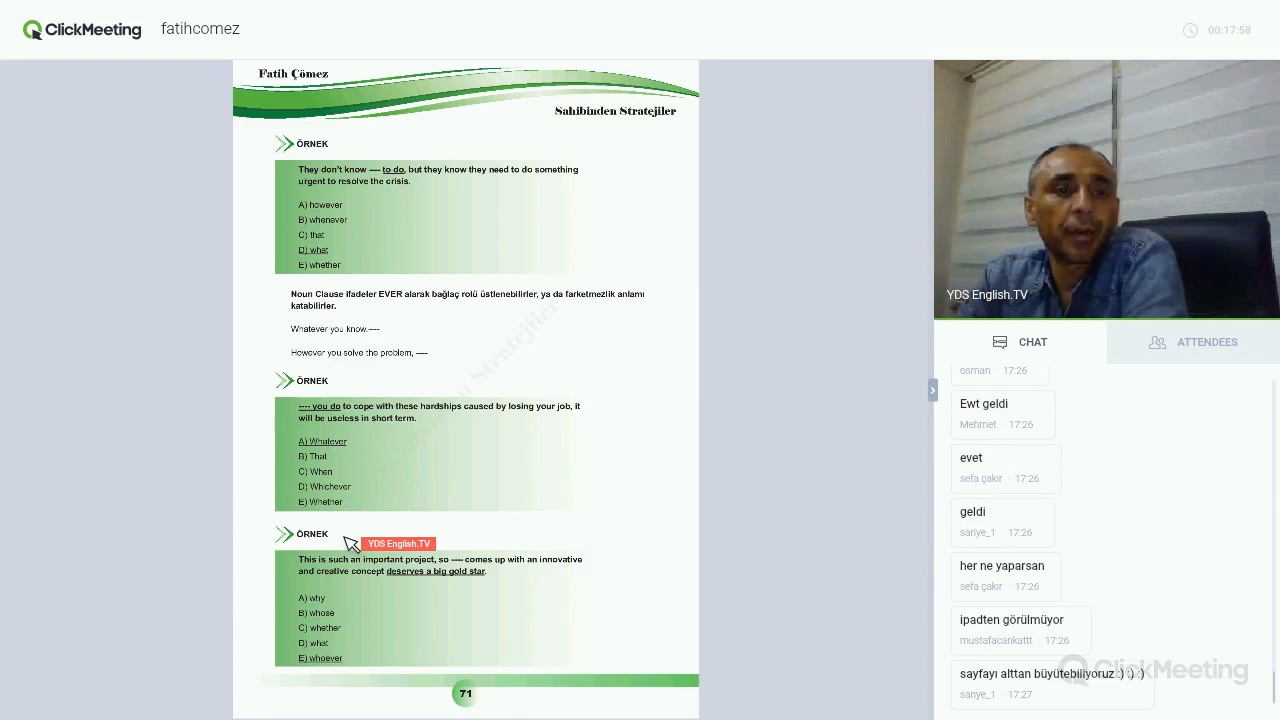 ClickMeeting
fatihcomez
00:17:58
Fatih Çömez
Sahibinden Stratejiler
ÖRNEK
They don't know ---- to do, but they know they need to do something
urgent to resolve the crisis.
A) however
B) whenever
C) that
D) what
E) whether
Noun Clause ifadeler EVER alarak bağlaç rolü üstlenebilirler, ya da farketmezlik anlamı
katabilirler.
Whatever you know,----
However you solve the problem, ----
ÖRNEK
---- you do to cope with these hardships caused by losing your job, it
will be useless in short term.
A) Whatever
B) That
C) When
D) Whichever
E) Whether
ÖRNEK
YDS English.TV
This is such an important project, so ---- comes up with an innovative
and creative concept deserves a big gold star.
A) why
B) whose
C) whether
D) what
E) whoever
71
YDS English.TV
CHAT
ATTENDEES
osman 17:26
Ewt geldi
Mehmet 17:26
evet
sefa çakır 17:26
geldi
sariye_1 17:26
her ne yaparsan
sefa çakır 17:26
ipadten görülmüyor
mustafacankattt 17:26
sayfayı alttan büyütebiliyoruz :) :) :)
sariye_1 17:27
ClickMeeting